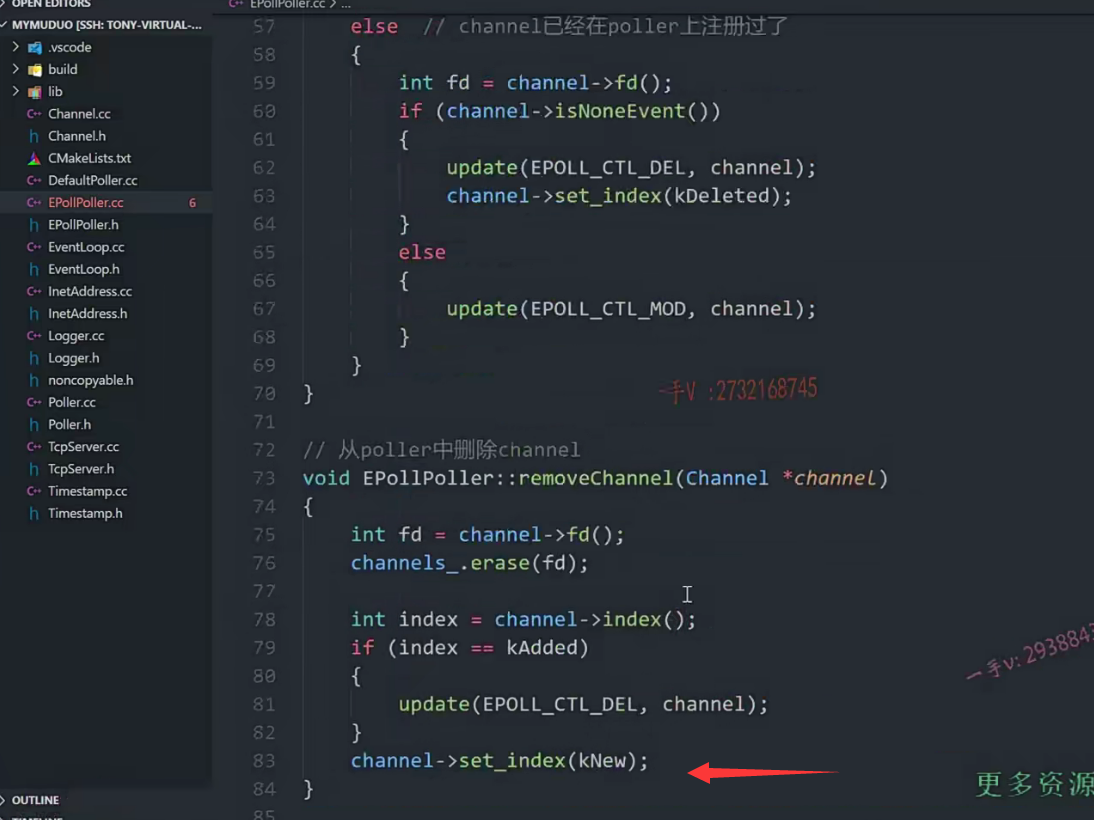 OPEN EDITORS
MYMUDUO [SSH: TONY-VIRTUAL-...
.vscode
build
lib
Channel.cc
Channel.h
CMakeLists.txt
DefaultPoller.cc
EPollPoller.cc 6
EPollPoller.h
EventLoop.cc
EventLoop.h
InetAddress.cc
InetAddress.h
Logger.cc
Logger.h
noncopyable.h
Poller.cc
Poller.h
TcpServer.cc
TcpServer.h
Timestamp.cc
Timestamp.h
OUTLINE
EPollPoller.cc > ...
57 else // channel已经在poller上注册过了
58 {
59 int fd = channel->fd();
60 if (channel->isNoneEvent())
61 {
62 update(EPOLL_CTL_DEL, channel);
63 channel->set_index(kDeleted);
64 }
65 else
66 {
67 update(EPOLL_CTL_MOD, channel);
68 }
69 }
70 }
一手V :2732168745
71
72 // 从poller中删除channel
73 void EPollPoller::removeChannel(Channel *channel)
74 {
75 int fd = channel->fd();
76 channels_.erase(fd);
77
78 int index = channel->index();
79 if (index == kAdded)
80 {
81 update(EPOLL_CTL_DEL, channel);
82 }
83 channel->set_index(kNew);
84 }
85
一手v: 293884
更多资源